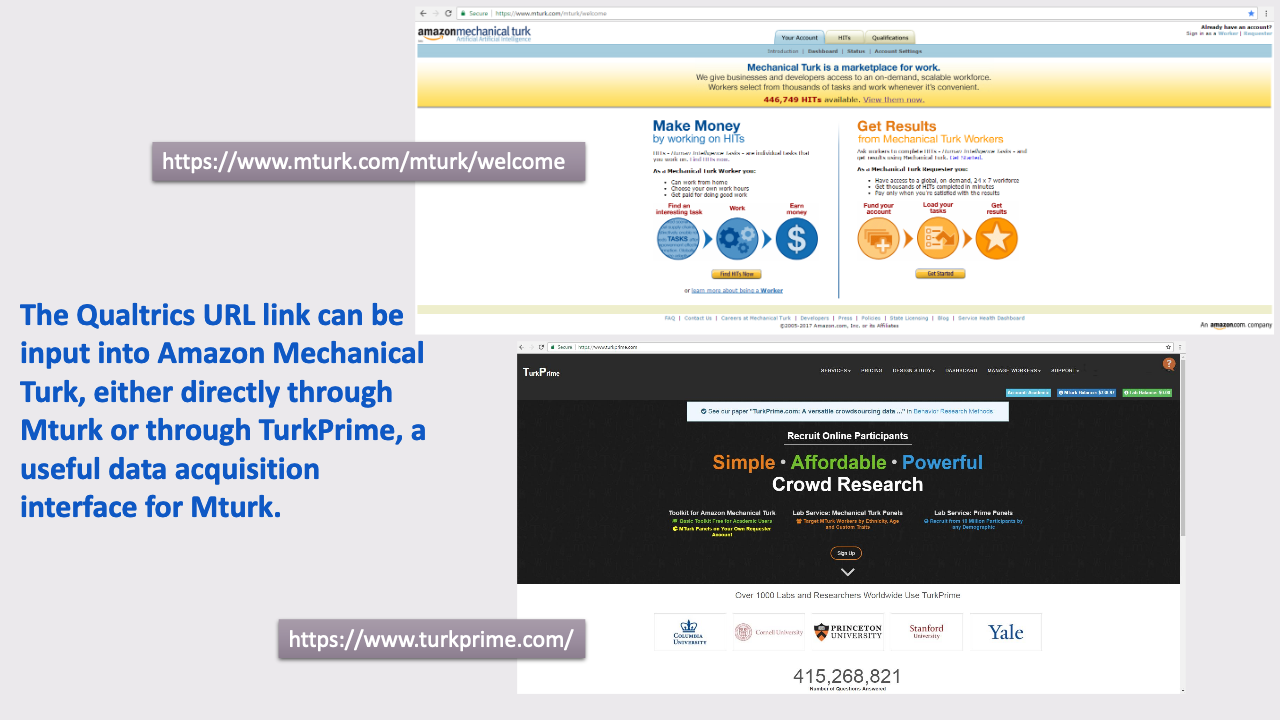 Secure | https://www.mturk.com/mturk/welcome
amazonmechanical turk
Artificial Artificial Intelligence
Your Account
HITs
Qualifications
Already have an account?
Sign in as a Worker | Requester
Introduction | Dashboard | Status | Account Settings
Mechanical Turk is a marketplace for work.
We give businesses and developers access to an on-demand, scalable workforce.
Workers select from thousands of tasks and work whenever it's convenient.
446,749 HITs available. View them now.
Make Money
by working on HITs
HITs - Human Intelligence Tasks - are individual tasks that
you work on. Find HITs now.
As a Mechanical Turk Worker you:
• Can work from home
• Choose your own work hours
• Get paid for doing good work
Find an
interesting task
Work
Earn
money
TASKS
$
Find HITs Now
or learn more about being a Worker
Get Results
from Mechanical Turk Workers
Ask workers to complete HITs - Human Intelligence Tasks - and
get results using Mechanical Turk. Get Started.
As a Mechanical Turk Requester you:
• Have access to a global, on-demand, 24 x 7 workforce
• Get thousands of HITs completed in minutes
• Pay only when you're satisfied with the results
Fund your
account
Load your
tasks
Get
results
Get Started
FAQ | Contact Us | Careers at Mechanical Turk | Developers | Press | Policies | State Licensing | Blog | Service Health Dashboard
©2005-2017 Amazon.com, Inc. or its Affiliates
An amazon.com company
https://www.mturk.com/mturk/welcome
The Qualtrics URL link can be
input into Amazon Mechanical
Turk, either directly through
Mturk or through TurkPrime, a
useful data acquisition
interface for Mturk.
Secure | https://www.turkprime.com
TurkPrime
SERVICES
PRICING
DESIGN STUDY
DASHBOARD
MANAGE WORKERS
SUPPORT
?
MTurk Balance:
Lab Balance: $0.00
See our paper "TurkPrime.com: A versatile crowdsourcing data ..." in Behavior Research Methods
Recruit Online Participants
Simple • Affordable • Powerful
Crowd Research
Toolkit for Amazon Mechanical Turk
Basic Toolkit Free for Academic Users
MTurk Panels on Your Own Requester
Account
Lab Service: Mechanical Turk Panels
Target MTurk Workers by Ethnicity, Age
and Custom Traits
Lab Service: Prime Panels
Recruit from 10 Million Participants by
any Demographic
Sign Up
Over 1000 Labs and Researchers Worldwide Use TurkPrime
COLUMBIA
UNIVERSITY
Cornell University
PRINCETON
UNIVERSITY
Stanford
University
Yale
415,268,821
Number of Questions Answered
https://www.turkprime.com/